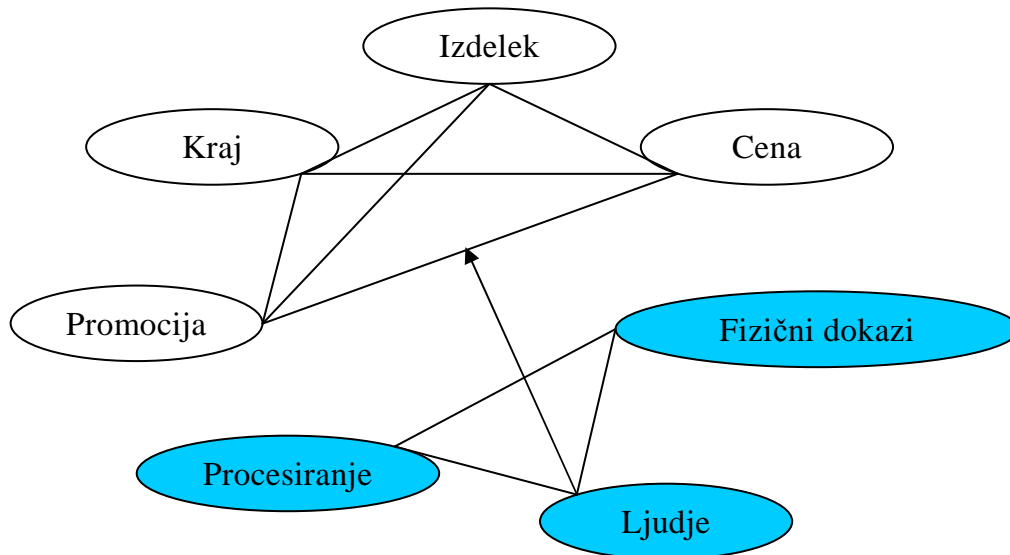 Izdelek
Kraj
Cena
Promocija
Fizični dokazi
Procesiranje
Ljudje